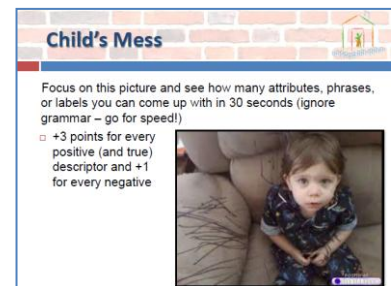 Child's Mess
Focus on this picture and see how many attributes, phrases,
or labels you can come up with in 30 seconds (ignore
grammar – go for speed!)
+3 points for every
positive (and true)
descriptor and +1
for every negative